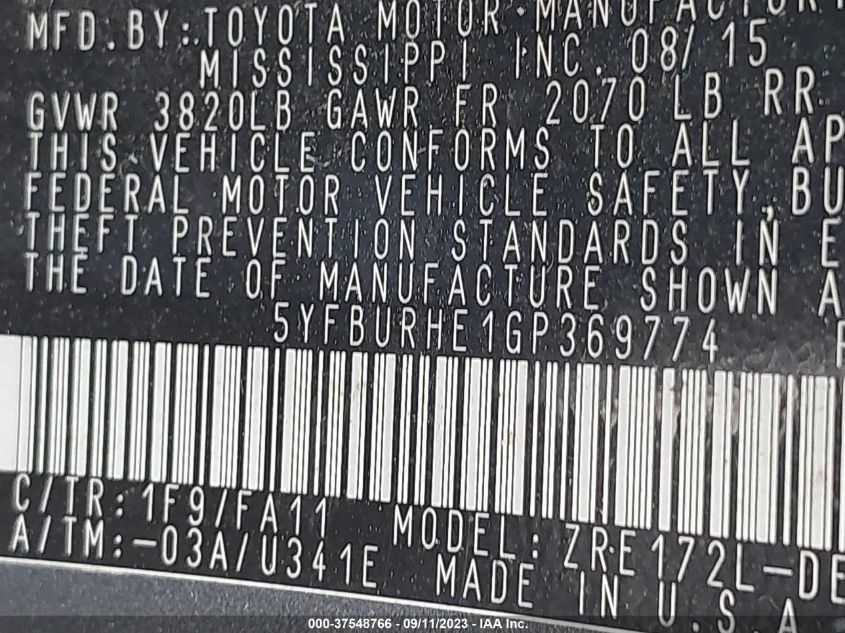 MFD.BY:TOYOTA MOTOR MANUFACTUR
MISSISSIPPI INC. 08/15
GVWR 3820LB GAWR FR 2070LB RR
THIS VEHICLE CONFORMS TO ALL AP
FEDERAL MOTOR VEHICLE SAFETY,BU
THEFT PREVENTION STANDARDS IN E
THE DATE OF MANUFACTURE SHOWN A
5YFBURHE1GP369774
C/TR:1F9/FA11 MODEL:ZRE172L-DE
A/TM:-03A/U341E MADE IN U.S.A
000-37548766 - 09/11/2023 - IAA Inc.